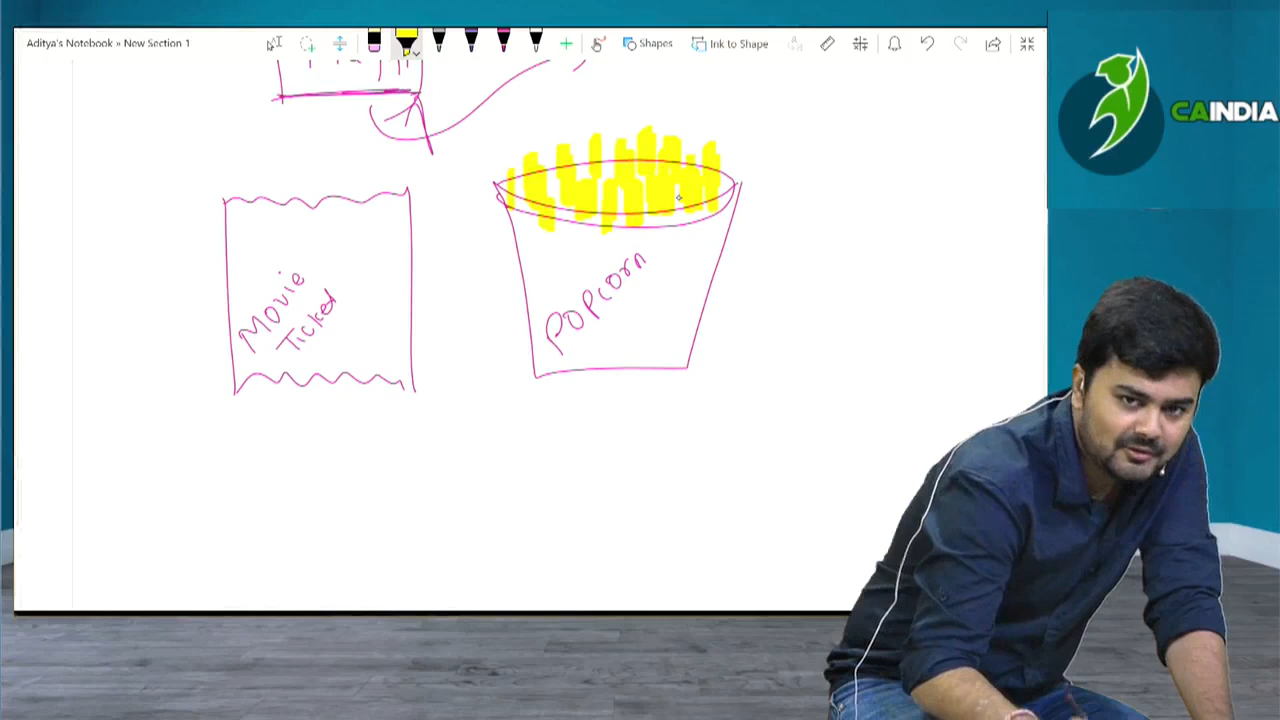 Aditya's Notebook » New Section 1
Shapes
Ink to Shape
CAINDIA
Movie
Ticket
Popcorn